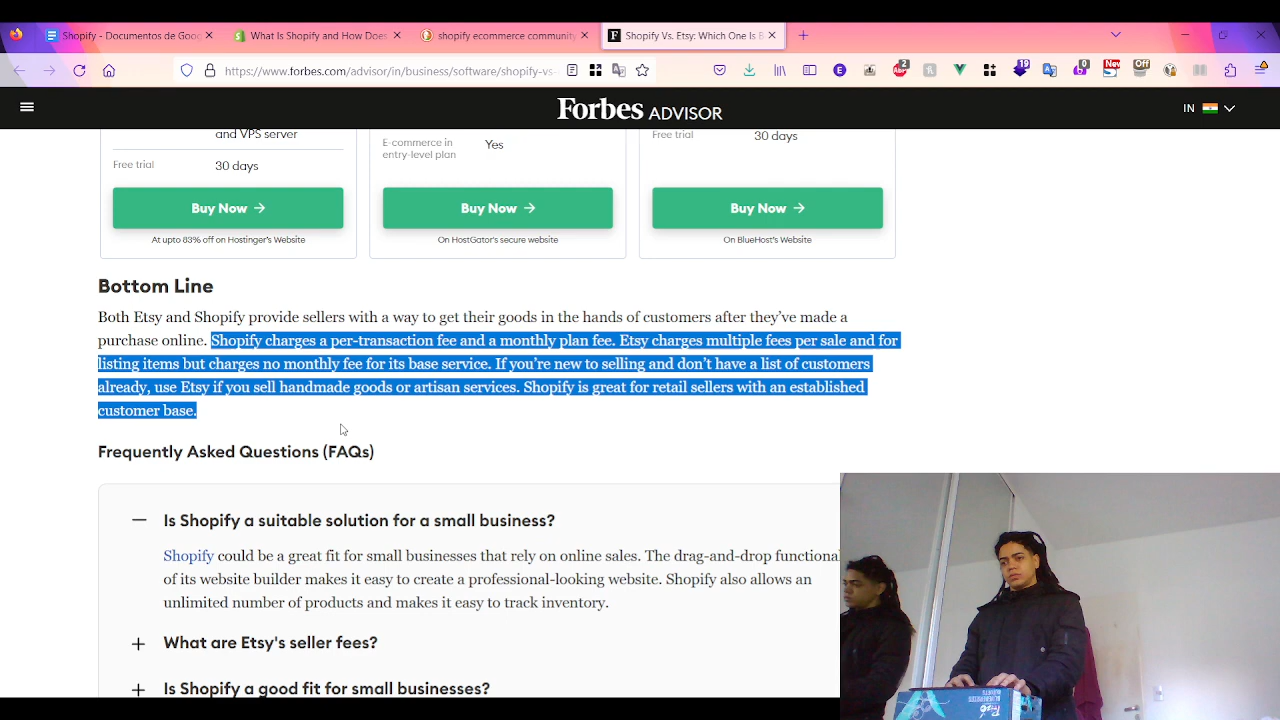 Shopify - Documentos de Goo
What Is Shopify and How Does
shopify ecommerce community
Shopify Vs. Etsy: Which One Is B
https://www.forbes.com/advisor/in/business/software/shopify-vs-
2
19
0
New
Off
Forbes ADVISOR
IN
and VPS server
Free trial 30 days
Buy Now →
At upto 83% off on Hostinger's Website
E-commerce in
entry-level plan
Yes
Buy Now →
On HostGator's secure website
Free trial 30 days
Buy Now →
On BlueHost's Website
Bottom Line
Both Etsy and Shopify provide sellers with a way to get their goods in the hands of customers after they've made a
purchase online. Shopify charges a per-transaction fee and a monthly plan fee. Etsy charges multiple fees per sale and for
listing items but charges no monthly fee for its base service. If you're new to selling and don't have a list of customers
already, use Etsy if you sell handmade goods or artisan services. Shopify is great for retail sellers with an established
customer base.
Frequently Asked Questions (FAQs)
Is Shopify a suitable solution for a small business?
Shopify could be a great fit for small businesses that rely on online sales. The drag-and-drop functional
of its website builder makes it easy to create a professional-looking website. Shopify also allows an
unlimited number of products and makes it easy to track inventory.
What are Etsy's seller fees?
Is Shopify a good fit for small businesses?